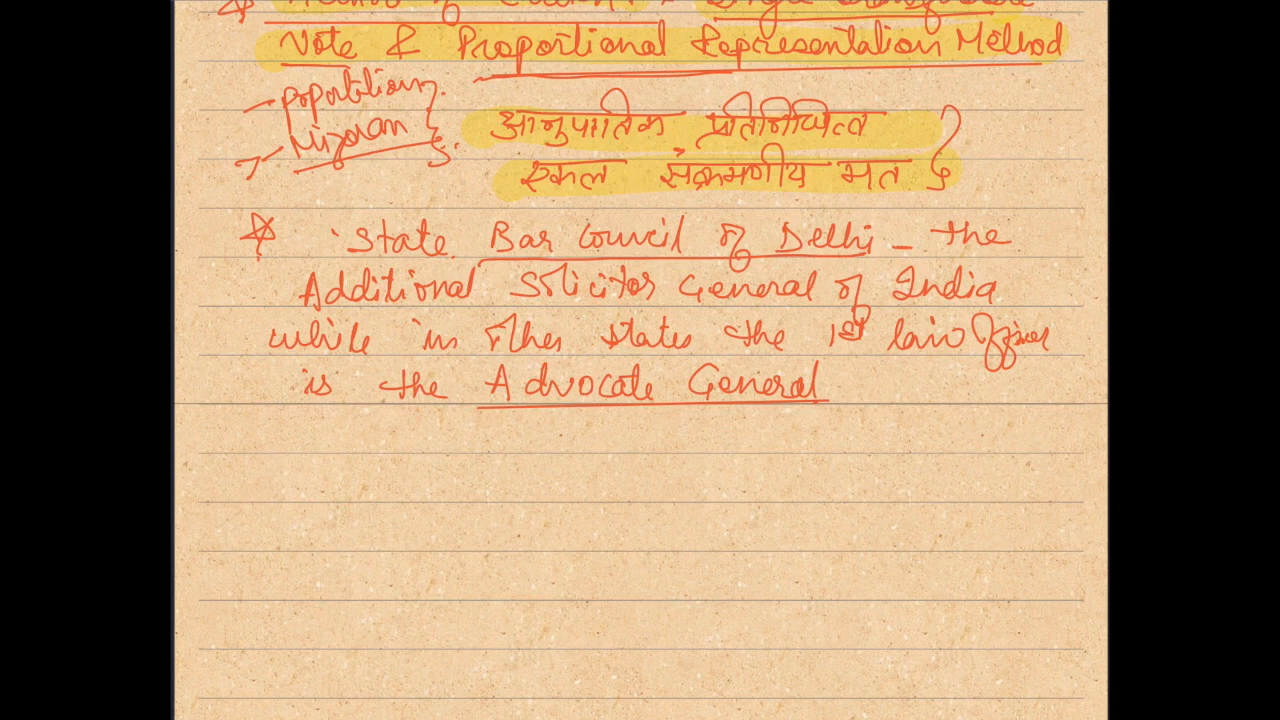 Vote & Proportional Representation Method
आनुपातिक प्रतिनिधित्व
एकल संक्रमणीय मत
Mizoram
State Bar Council of Delhi - the
Additional Solicitor General of India
while in other states the 1st law Officer
is the Advocate General